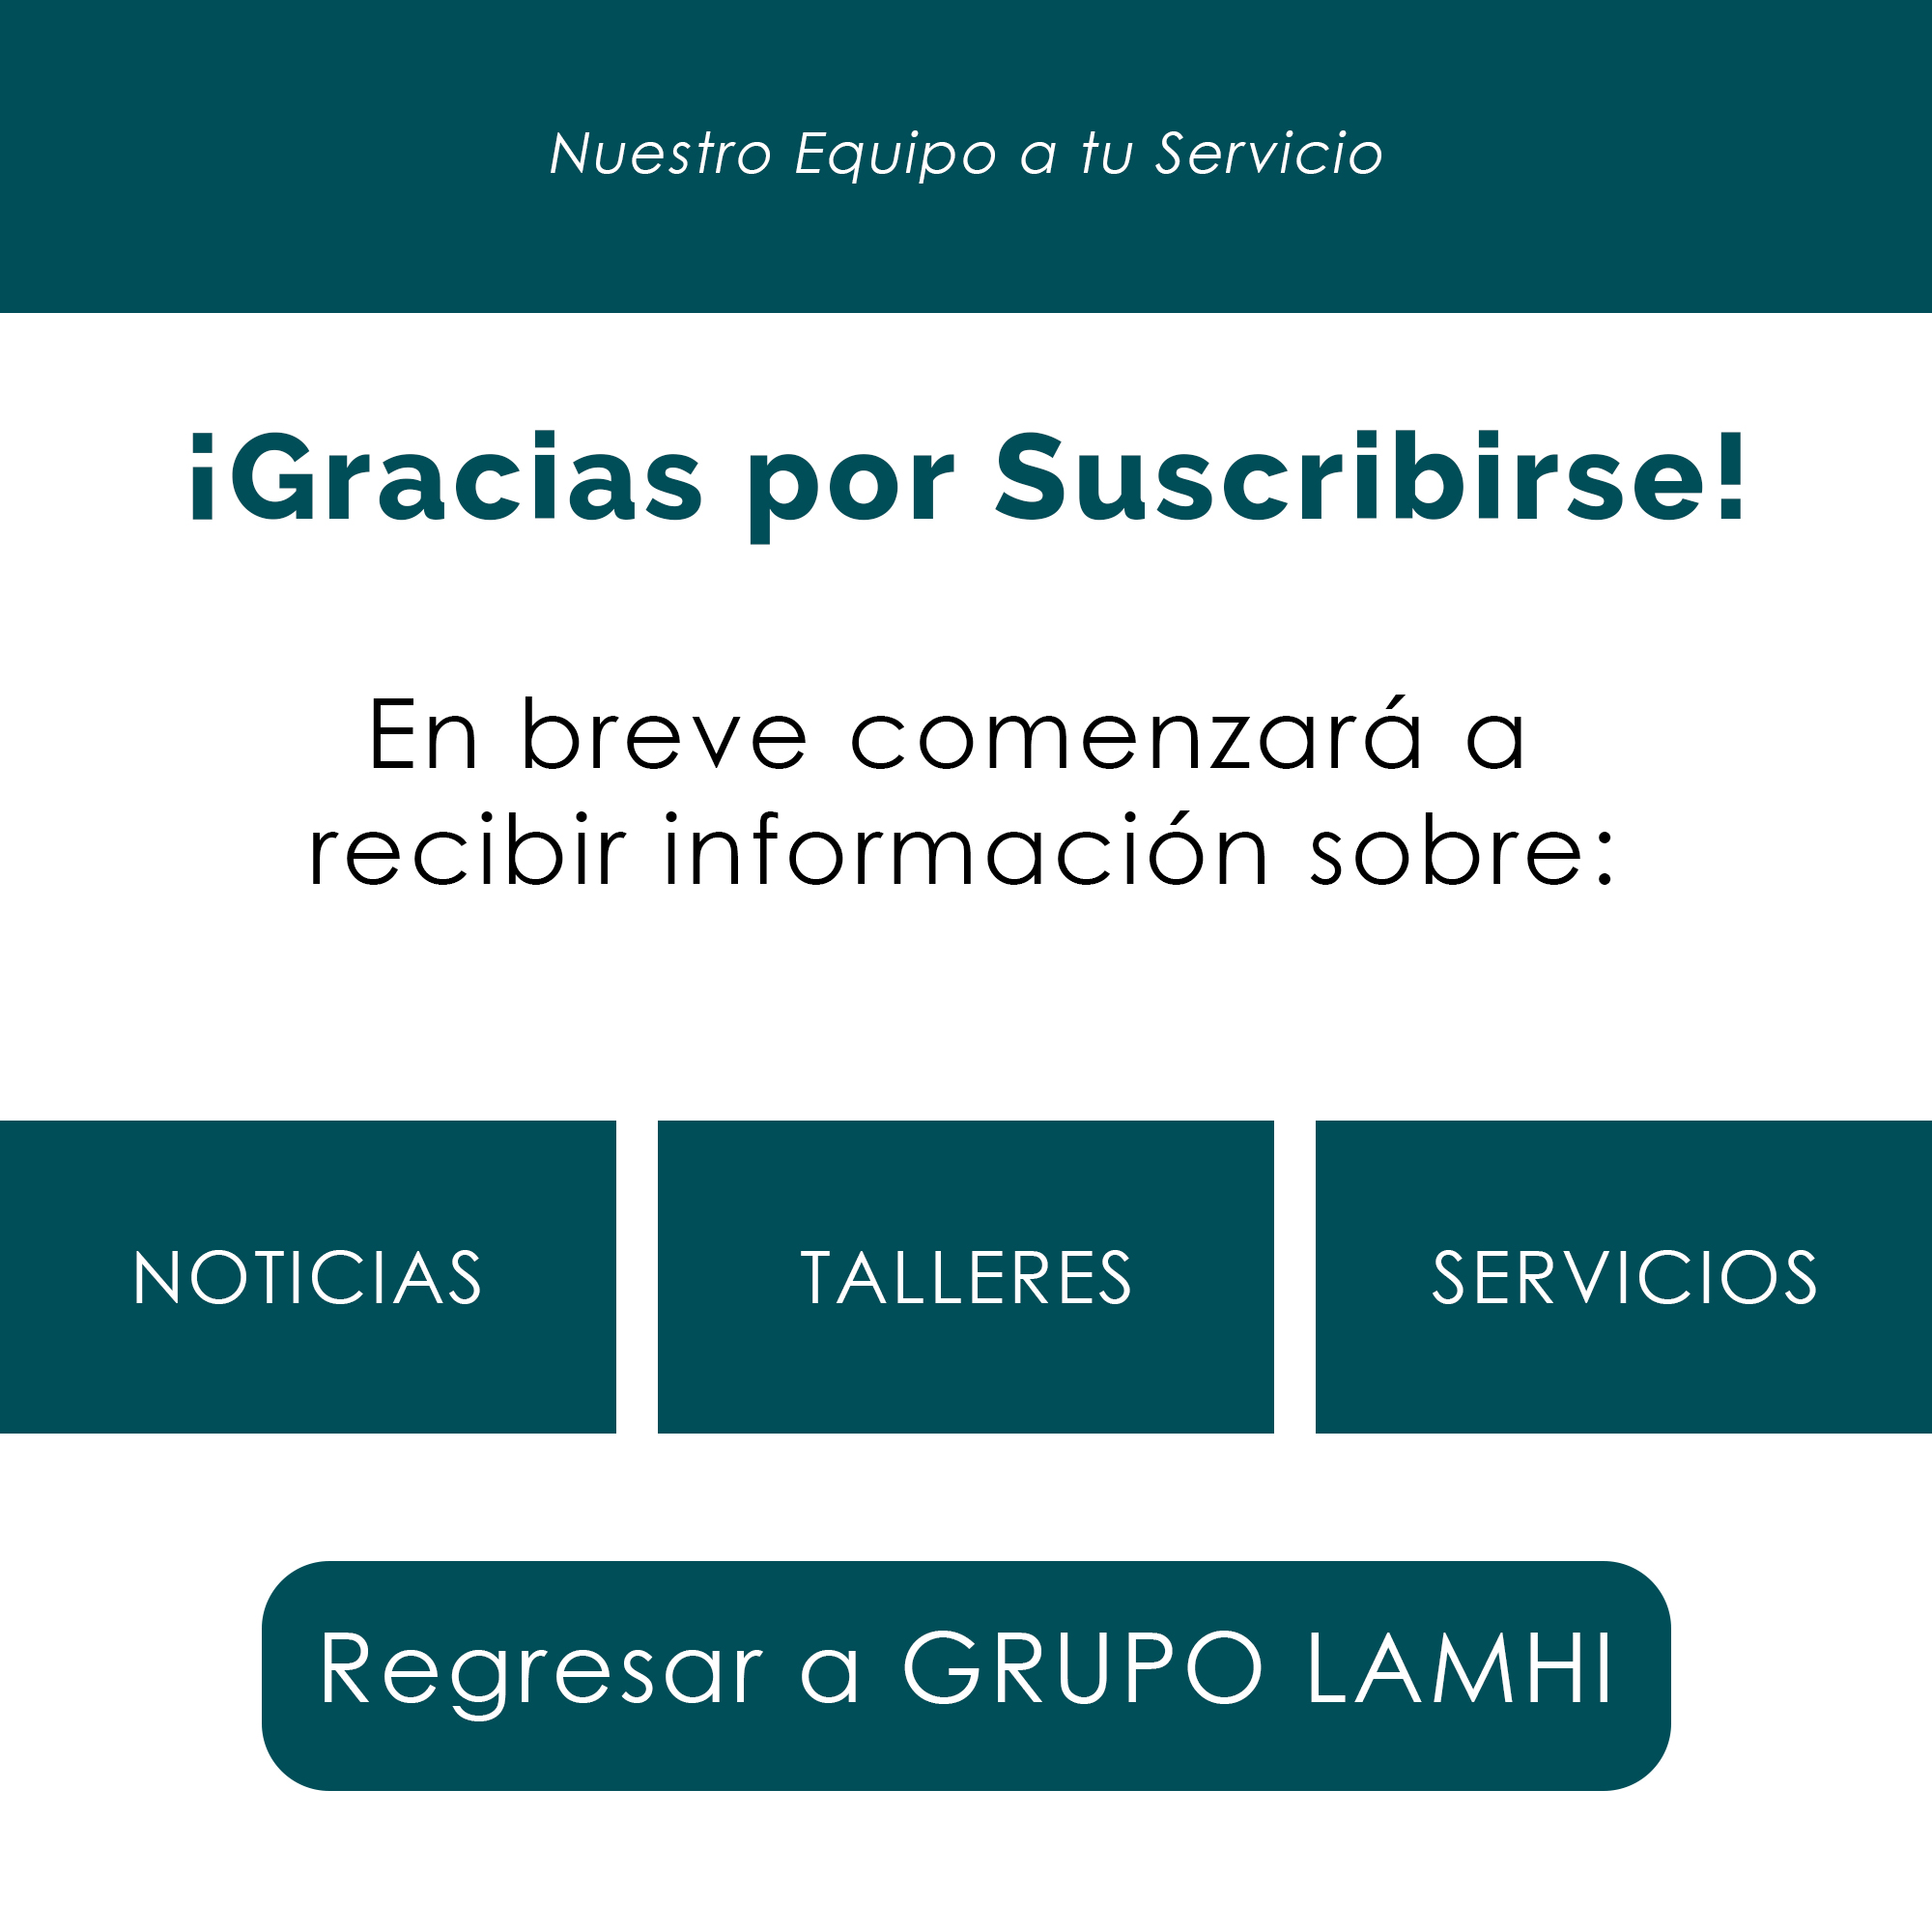 Nuestro Equipo a tu Servicio
¡Gracias por Suscribirse!
En breve comenzará a
recibir información sobre:
NOTICIAS
TALLERES
SERVICIOS
Regresar a GRUPO LAMHI